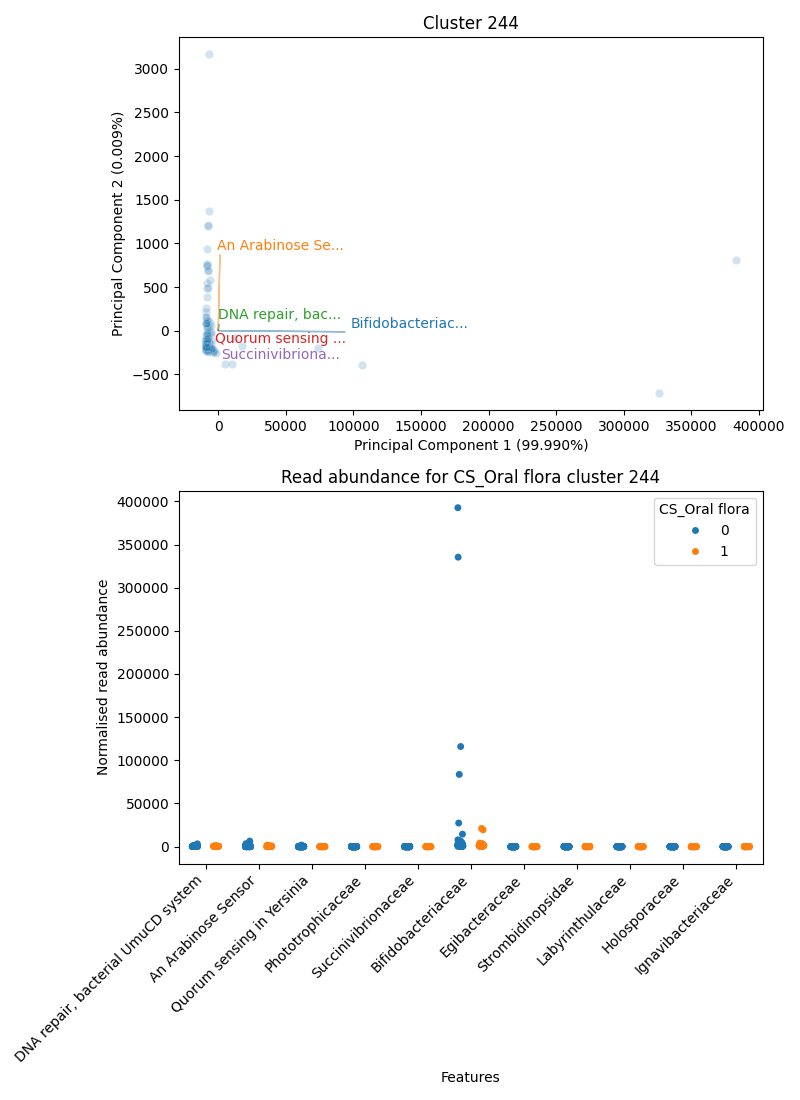 Cluster 244
Principal Component 2 (0.009%)
3000
2500
2000
1500
1000
500
0
−500
An Arabinose Se...
DNA repair, bac...
Bifidobacteriac...
Quorum sensing ...
Succinivibriona...
0 50000 100000 150000 200000 250000 300000 350000 400000
Principal Component 1 (99.990%)
Read abundance for CS_Oral flora cluster 244
Normalised read abundance
400000
350000
300000
250000
200000
150000
100000
50000
0
CS_Oral flora
0
1
DNA repair, bacterial UmuCD system
An Arabinose Sensor
Quorum sensing in Yersinia
Phototrophicaceae
Succinivibrionaceae
Bifidobacteriaceae
Egibacteraceae
Strombidinopsidae
Labyrinthulaceae
Holosporaceae
Ignavibacteriaceae
Features